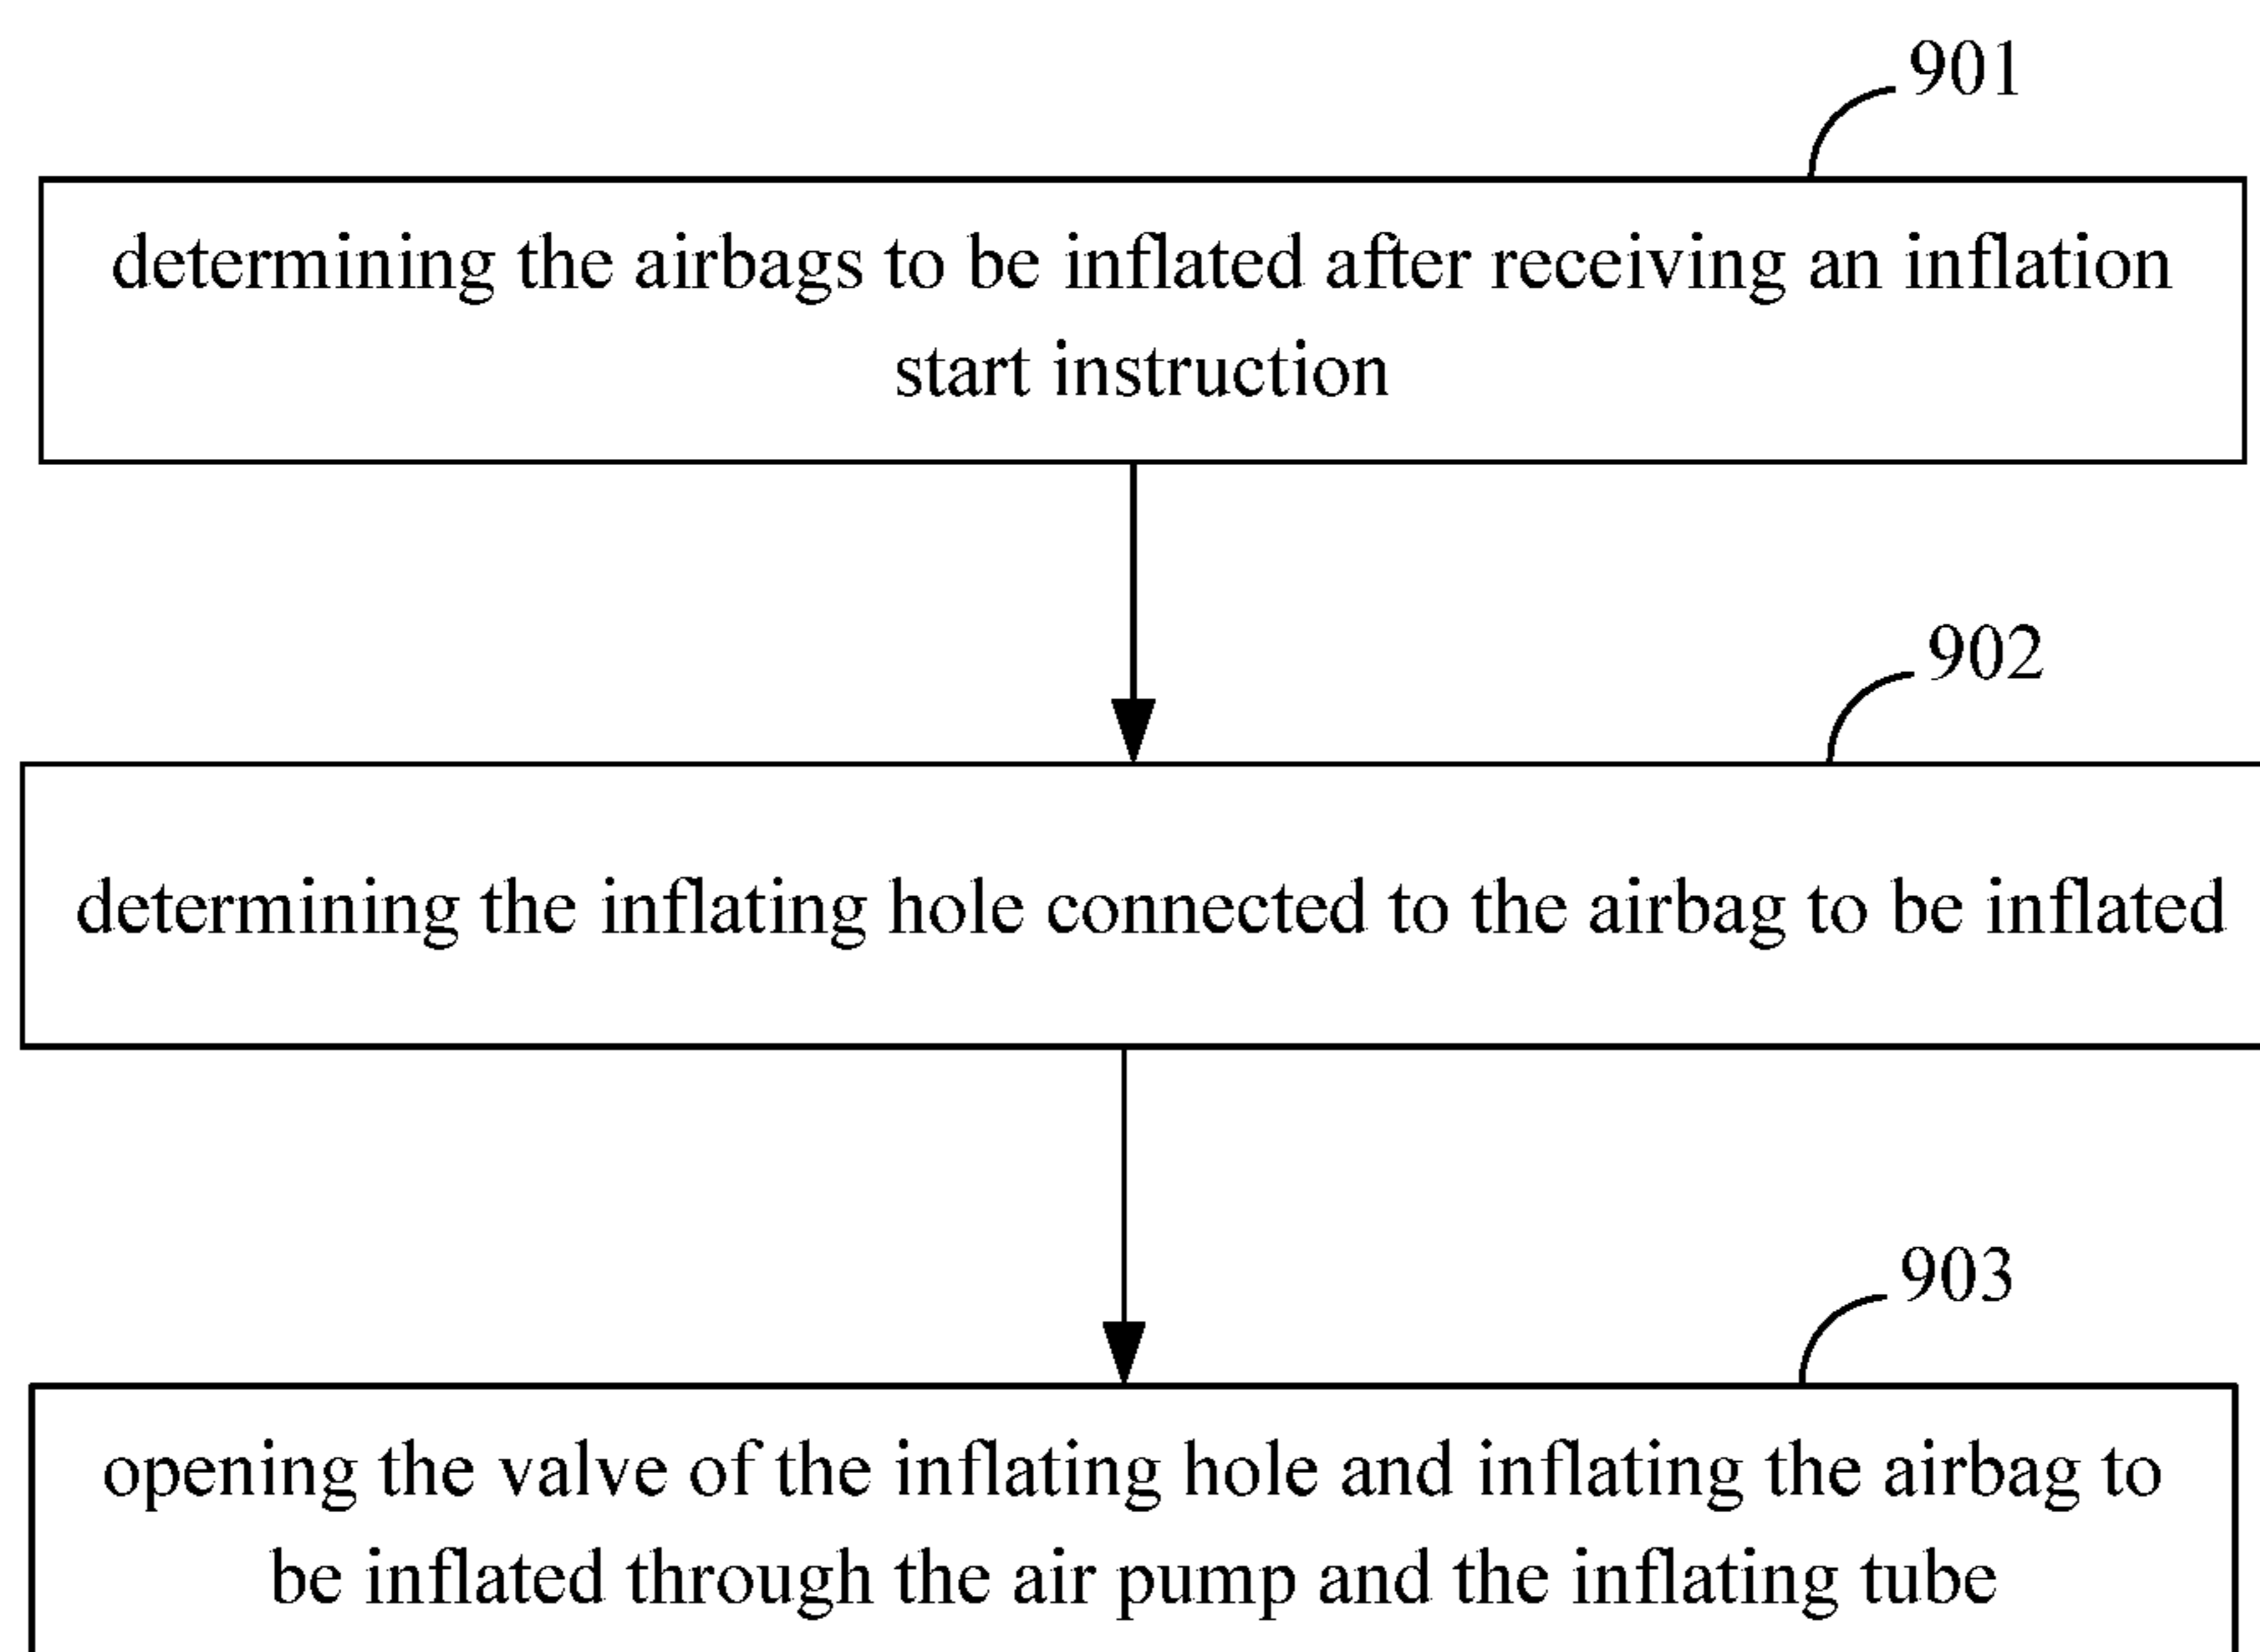 901
determining the airbags to be inflated after receiving an inflation
start instruction
902
determining the inflating hole connected to the airbag to be inflated
903
opening the valve of the inflating hole and inflating the airbag to
be inflated through the air pump and the inflating tube